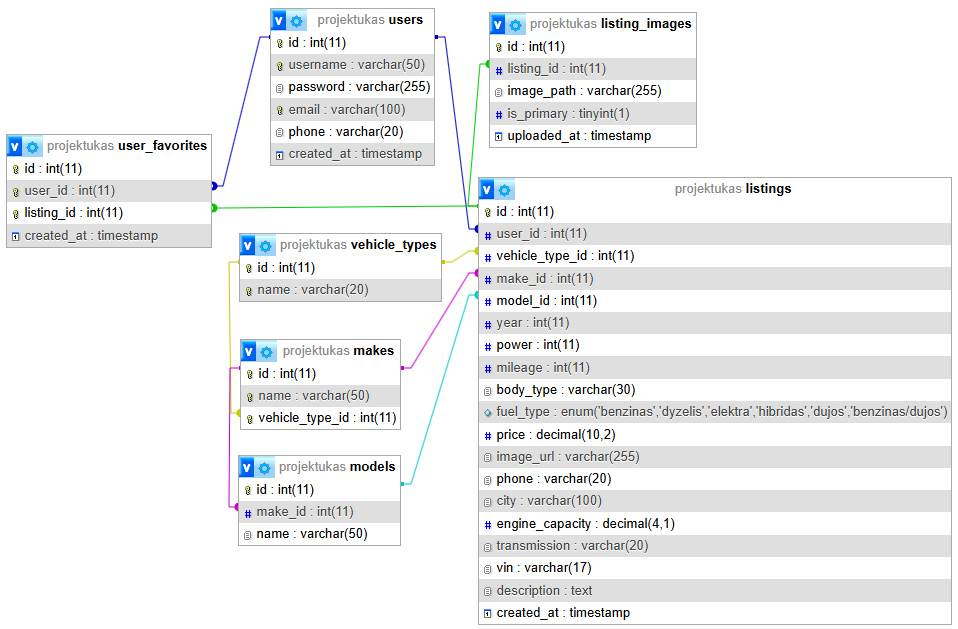 projektukas users
id : int(11)
username : varchar(50)
password : varchar(255)
email : varchar(100)
phone : varchar(20)
created_at : timestamp
projektukas listing_images
id : int(11)
listing_id : int(11)
image_path : varchar(255)
is_primary : tinyint(1)
uploaded_at : timestamp
projektukas user_favorites
id : int(11)
user_id : int(11)
listing_id : int(11)
created_at : timestamp
projektukas vehicle_types
id : int(11)
name : varchar(20)
projektukas makes
id : int(11)
name : varchar(50)
vehicle_type_id : int(11)
projektukas models
id : int(11)
make_id : int(11)
name : varchar(50)
projektukas listings
id : int(11)
user_id : int(11)
vehicle_type_id : int(11)
make_id : int(11)
model_id : int(11)
year : int(11)
power : int(11)
mileage : int(11)
body_type : varchar(30)
fuel_type : enum('benzinas','dyzelis','elektra','hibridas','dujos','benzinas/dujos')
price : decimal(10,2)
image_url : varchar(255)
phone : varchar(20)
city : varchar(100)
engine_capacity : decimal(4,1)
transmission : varchar(20)
vin : varchar(17)
description : text
created_at : timestamp